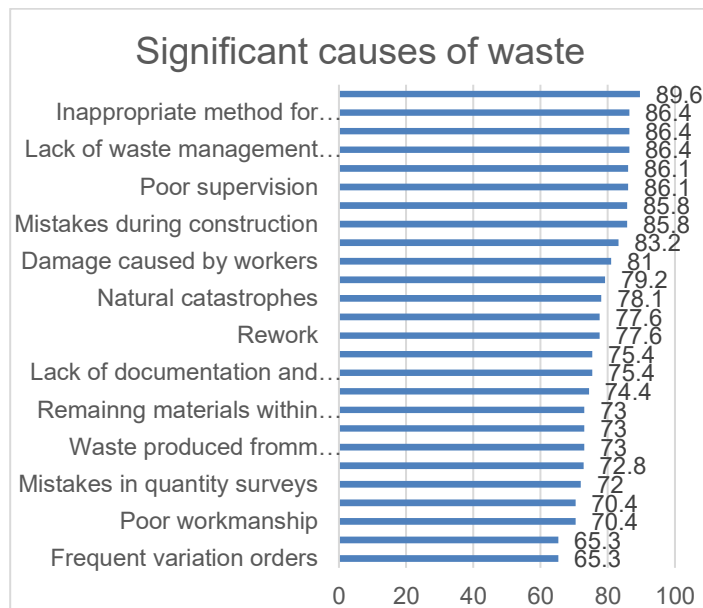 Significant causes of waste
89.6
Inappropriate method for… 86.4
86.4
Lack of waste management… 86.4
86.1
Poor supervision 86.1
85.8
Mistakes during construction 85.8
83.2
Damage caused by workers 81
79.2
Natural catastrophes 78.1
77.6
Rework 77.6
75.4
Lack of documentation and… 75.4
74.4
Remainng materials within… 73
73
Waste produced fromm… 73
72.8
Mistakes in quantity surveys 72
70.4
Poor workmanship 70.4
65.3
Frequent variation orders 65.3
0 20 40 60 80 100